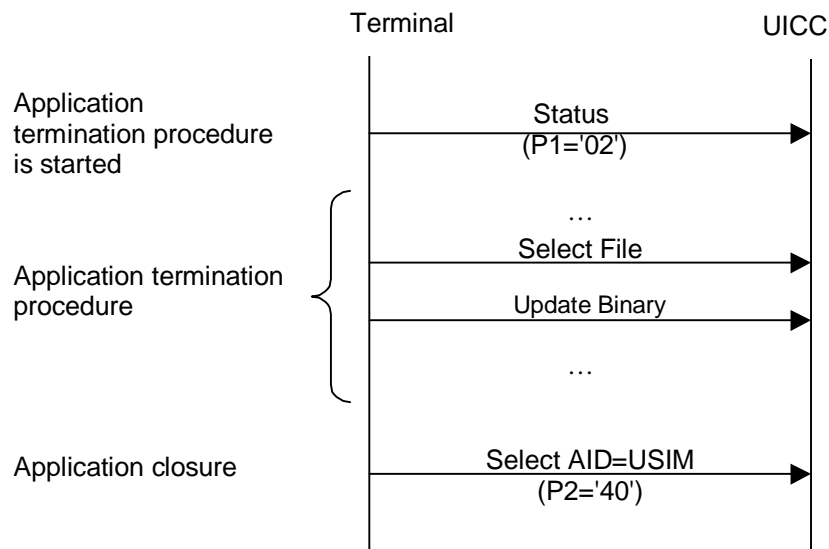 Terminal
UICC
Application
termination procedure
is started
Status
(P1='02')
...
Select File
Application termination
procedure
Update Binary
...
Application closure
Select AID=USIM
(P2='40')